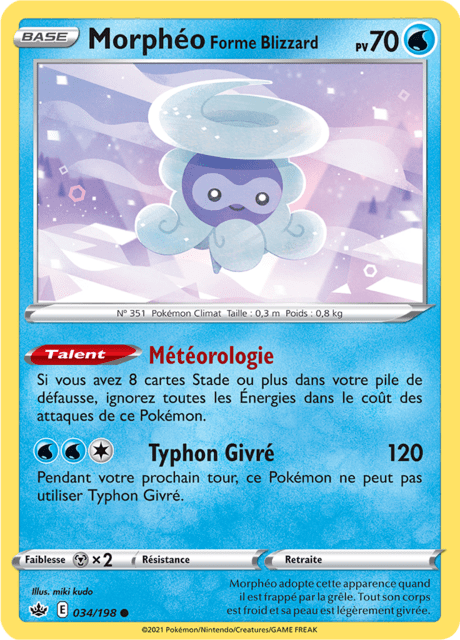 BASE Morphéo Forme Blizzard PV 70
N° 351 Pokémon Climat Taille : 0,3 m Poids : 0,8 kg
Talent Météorologie
Si vous avez 8 cartes Stade ou plus dans votre pile de
défausse, ignorez toutes les Énergies dans le coût des
attaques de ce Pokémon.
Typhon Givré 120
Pendant votre prochain tour, ce Pokémon ne peut pas
utiliser Typhon Givré.
Faiblesse ×2 Résistance Retraite
Illus. miki kudo
E 034/198
Morphéo adopte cette apparence quand
il est frappé par la grêle. Tout son corps
est froid et sa peau est légèrement givrée.
©2021 Pokémon/Nintendo/Creatures/GAME FREAK